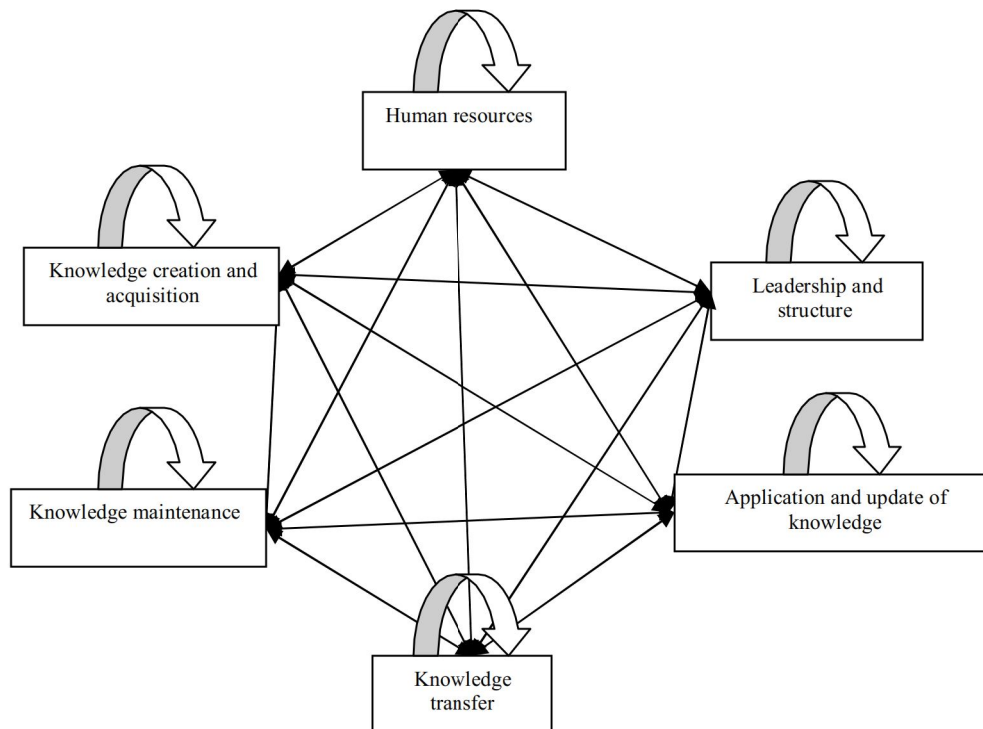 Human resources
Knowledge creation and
acquisition
Leadership and
structure
Knowledge maintenance
Application and update of
knowledge
Knowledge
transfer